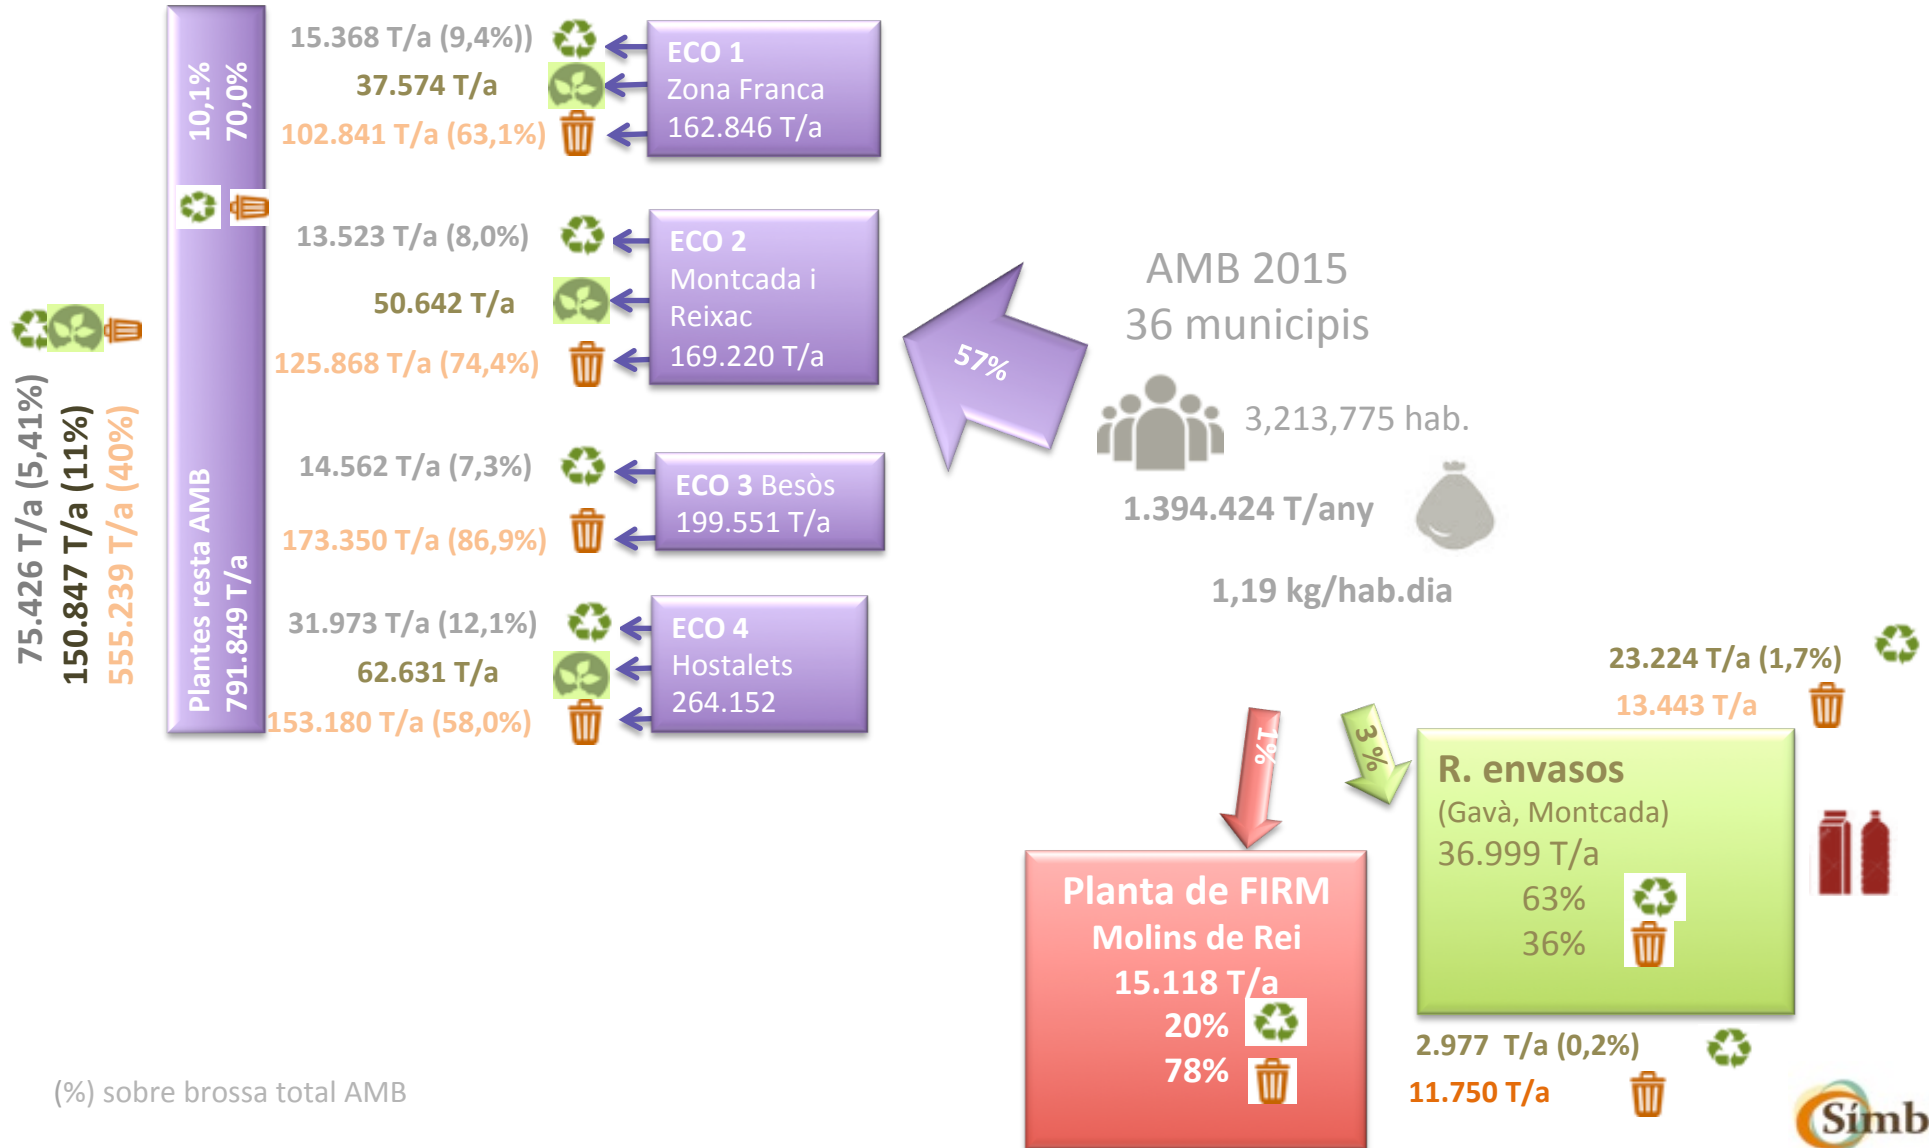 15.368 T/a (9,4%))
37.574 T/a
102.841 T/a (63,1%)
ECO 1
Zona Franca
162.846 T/a
13.523 T/a (8,0%)
50.642 T/a
125.868 T/a (74,4%)
ECO 2
Montcada i
Reixac
169.220 T/a
14.562 T/a (7,3%)
173.350 T/a (86,9%)
ECO 3 Besòs
199.551 T/a
31.973 T/a (12,1%)
62.631 T/a
153.180 T/a (58,0%)
ECO 4
Hostalets
264.152
10,1%
70,0%
Plantes resta AMB
791.849 T/a
75.426 T/a (5,41%)
150.847 T/a (11%)
555.239 T/a (40%)
57%
AMB 2015
36 municipis
3,213,775 hab.
1.394.424 T/any
1,19 kg/hab.dia
1%
3 %
23.224 T/a (1,7%)
13.443 T/a
R. envasos
(Gavà, Montcada)
36.999 T/a
63%
36%
Planta de FIRM
Molins de Rei
15.118 T/a
20%
78%
2.977 T/a (0,2%)
11.750 T/a
(%) sobre brossa total AMB
Símb